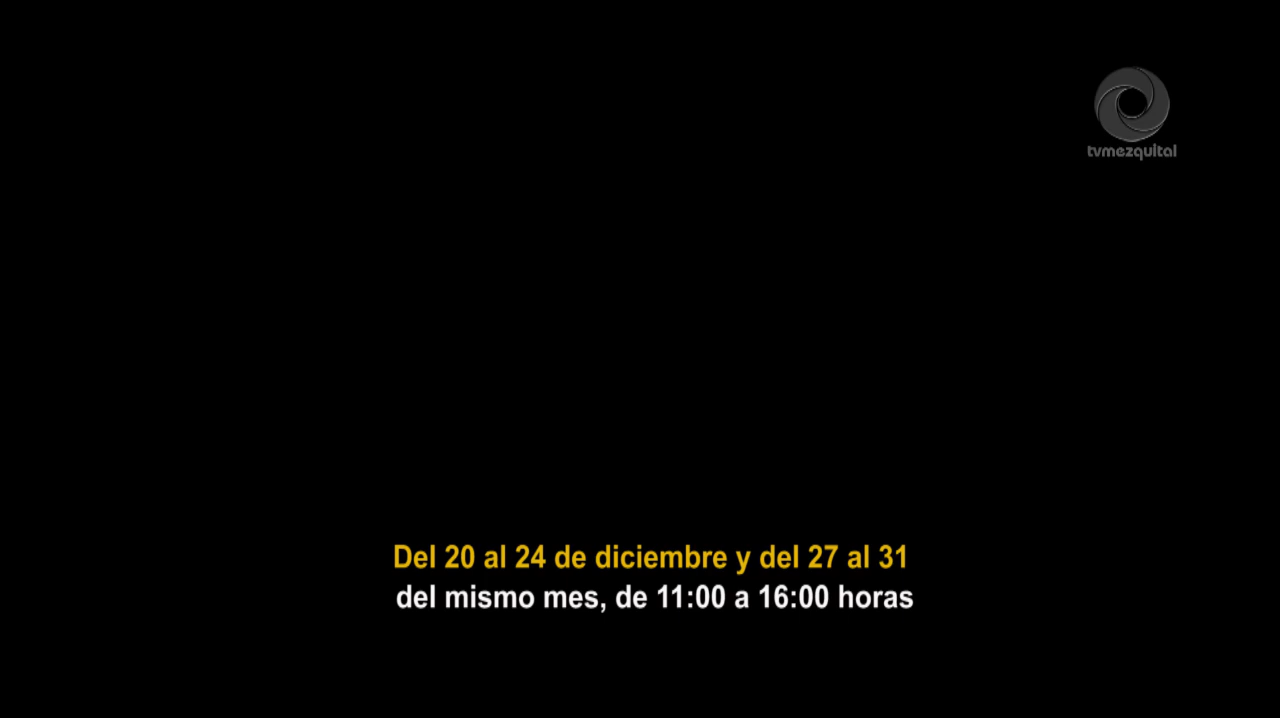 tvmezquital
Del 20 al 24 de diciembre y del 27 al 31
del mismo mes, de 11:00 a 16:00 horas